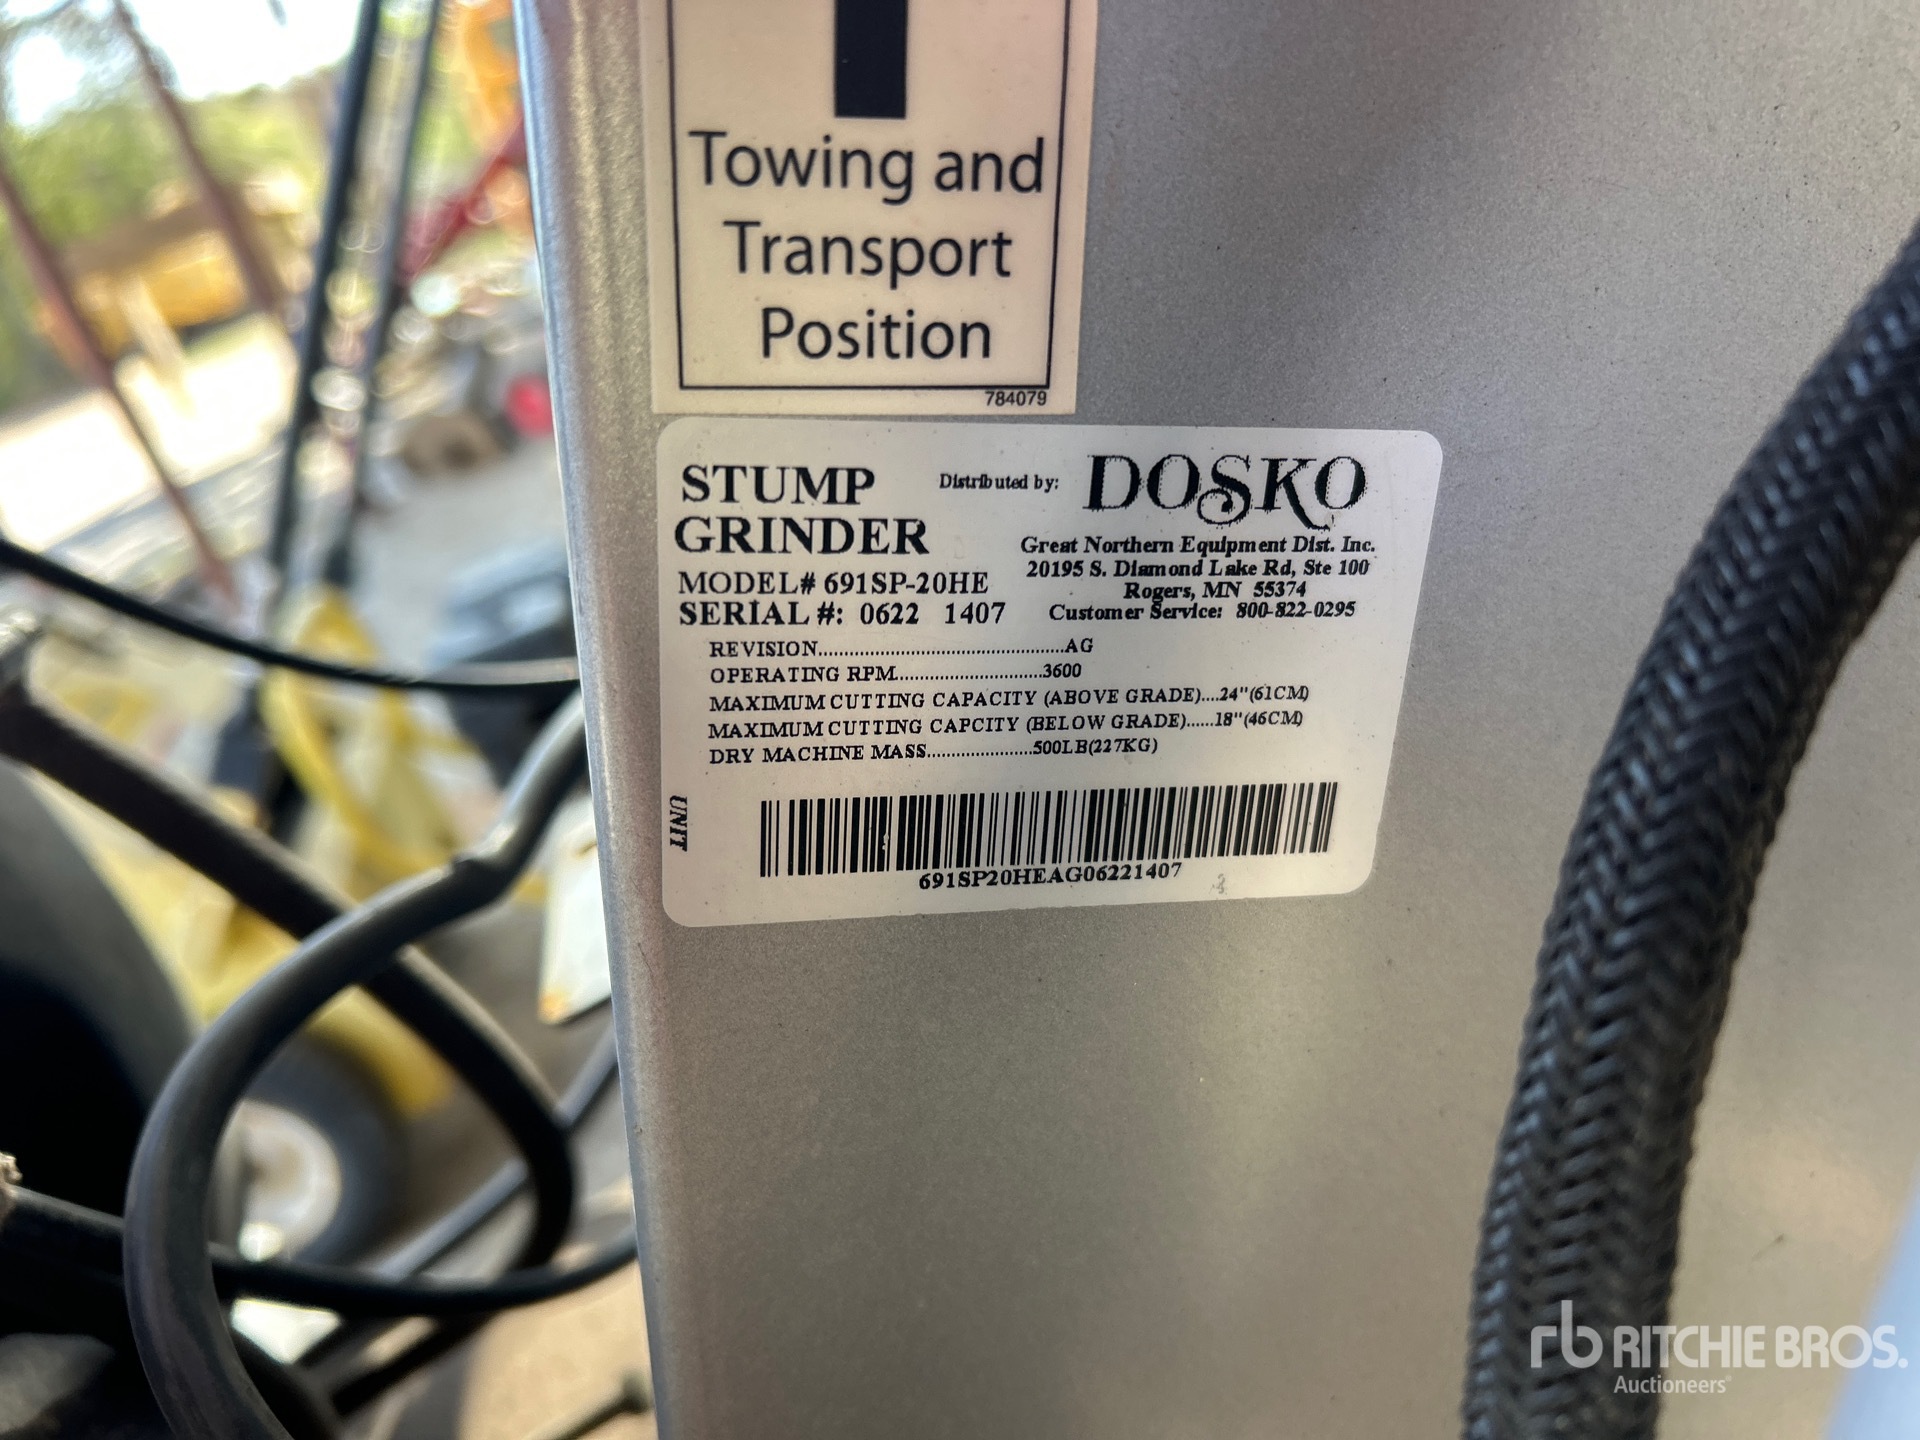 Towing and
Transport
Position
784079
STUMP
GRINDER
Distributed by: DOSKO
Great Northern Equipment Dist. Inc.
20195 S. Diamond Lake Rd, Ste 100
Rogers, MN 55374
Customer Service: 800-822-0295
MODEL# 691SP-20HE
SERIAL #: 0622 1407
REVISION................................................AG
OPERATING RPM............................3600
MAXIMUM CUTTING CAPACITY (ABOVE GRADE)....24"(61CM)
MAXIMUM CUTTING CAPCITY (BELOW GRADE)......18"(46CM)
DRY MACHINE MASS.....................500LB(227KG)
UNIT
691SP20HEAG06221407
rb RITCHIE BROS.
Auctioneers